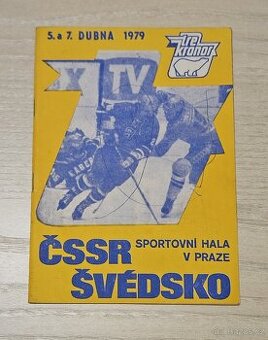 5. a 7. DUBNA 1979
tre
kronor
TV
ČSSR
SPORTOVNÍ HALA
V PRAZE
ŠVÉDSKO